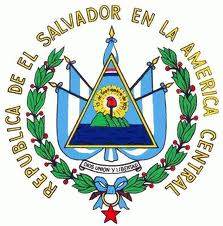 REPUBLICA DE EL SALVADOR EN LA AMERICA CENTRAL
DIOS UNION Y LIBERTAD